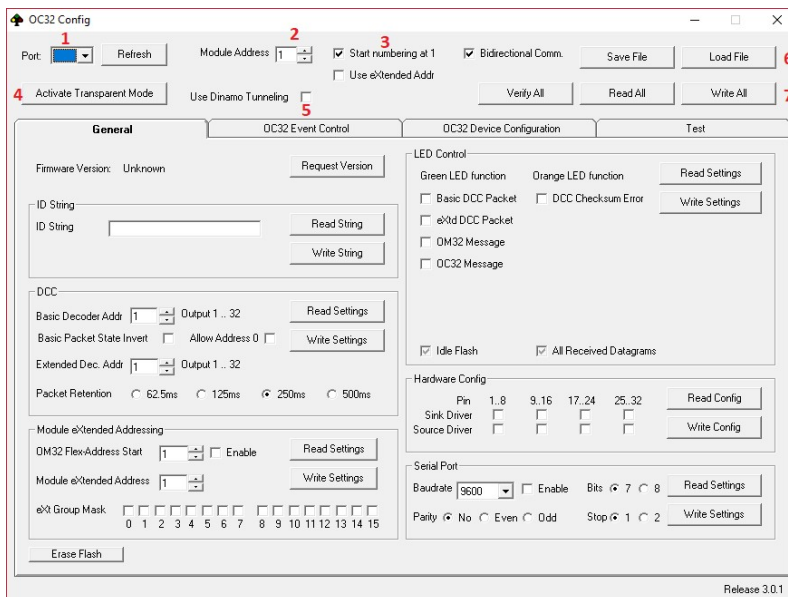 OC32 Config
1 2 3
Port: Refresh Module Address 1 Start numbering at 1 Bidirectional Comm. Save File Load File 6
Use eXtended Addr
4 Activate Transparent Mode Use Dinamo Tunneling Verify All Read All Write All 7
5
General OC32 Event Control OC32 Device Configuration Test
Firmware Version: Unknown Request Version
ID String
ID String Read String
Write String
DCC
Basic Decoder Addr 1 Output 1 .. 32 Read Settings
Basic Packet State Invert Allow Address 0 Write Settings
Extended Dec. Addr 1 Output 1 .. 32
Packet Retention 62.5ms 125ms 250ms 500ms
Module eXtended Addressing
OM32 Flex-Address Start 1 Enable Read Settings
Module eXtended Address 1 Write Settings
eXt Group Mask
0 1 2 3 4 5 6 7 8 9 10 11 12 13 14 15
Erase Flash
LED Control
Green LED function Orange LED function Read Settings
Basic DCC Packet DCC Checksum Error Write Settings
eXtd DCC Packet
OM32 Message
OC32 Message
Idle Flash All Received Datagrams
Hardware Config
Pin 1..8 9..16 17..24 25..32 Read Config
Sink Driver
Source Driver Write Config
Serial Port
Baudrate 9600 Enable Bits 7 8 Read Settings
Parity No Even Odd Stop 1 2 Write Settings
Release 3.0.1